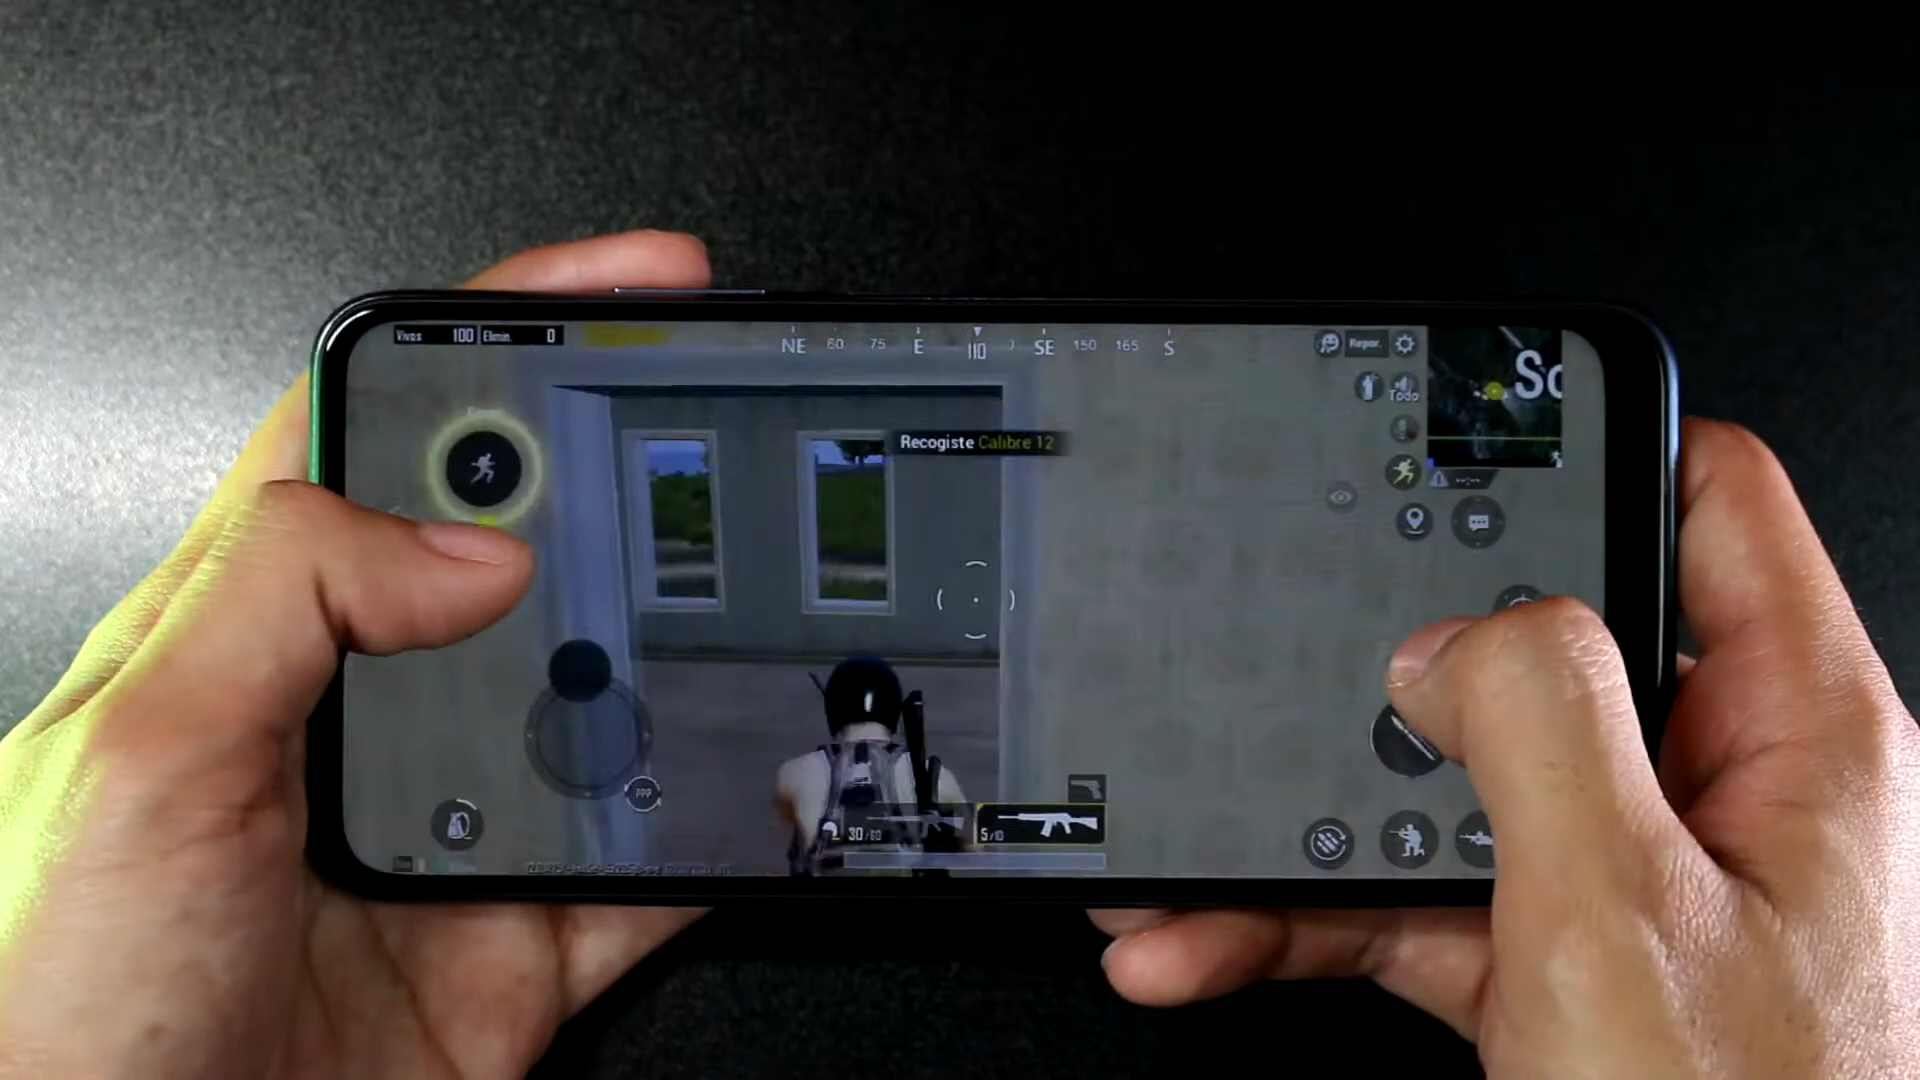 Vivos 100 Elimin. 0
NE 60 75 E 110 SE 150 165 S
Repor.
Todo
Recogiste Calibre 12
PPP
30/60
5/10